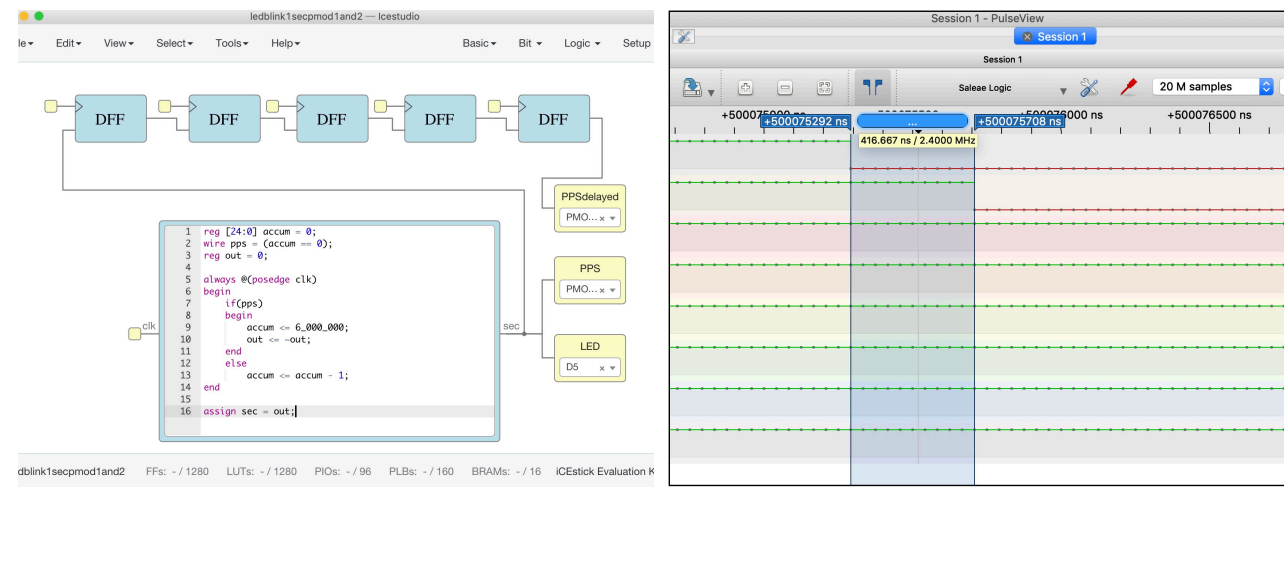 ledblink1secpmod1and2 — Icestudio
le Edit View Select Tools Help Basic Bit Logic Setup
DFF DFF DFF DFF DFF
PPSdelayed
PMO... x
PPS
PMO... x
LED
D5 x
clk
sec
1 reg [24:0] accum = 0;
2 wire pps = (accum == 0);
3 reg out = 0;
4
5 always @(posedge clk)
6 begin
7 if(pps)
8 begin
9 accum <= 6_000_000;
10 out <= ~out;
11 end
12 else
13 accum <= accum - 1;
14 end
15
16 assign sec = out;
dblink1secpmod1and2 FFs: - / 1280 LUTs: - / 1280 PIOs: - / 96 PLBs: - / 160 BRAMs: - / 16 iCEstick Evaluation K
Session 1 - PulseView
Session 1
Session 1
Saleae Logic 20 M samples
+500076500 ns
+500075292 ns ... +500075708 ns
416.667 ns / 2.4000 MHz